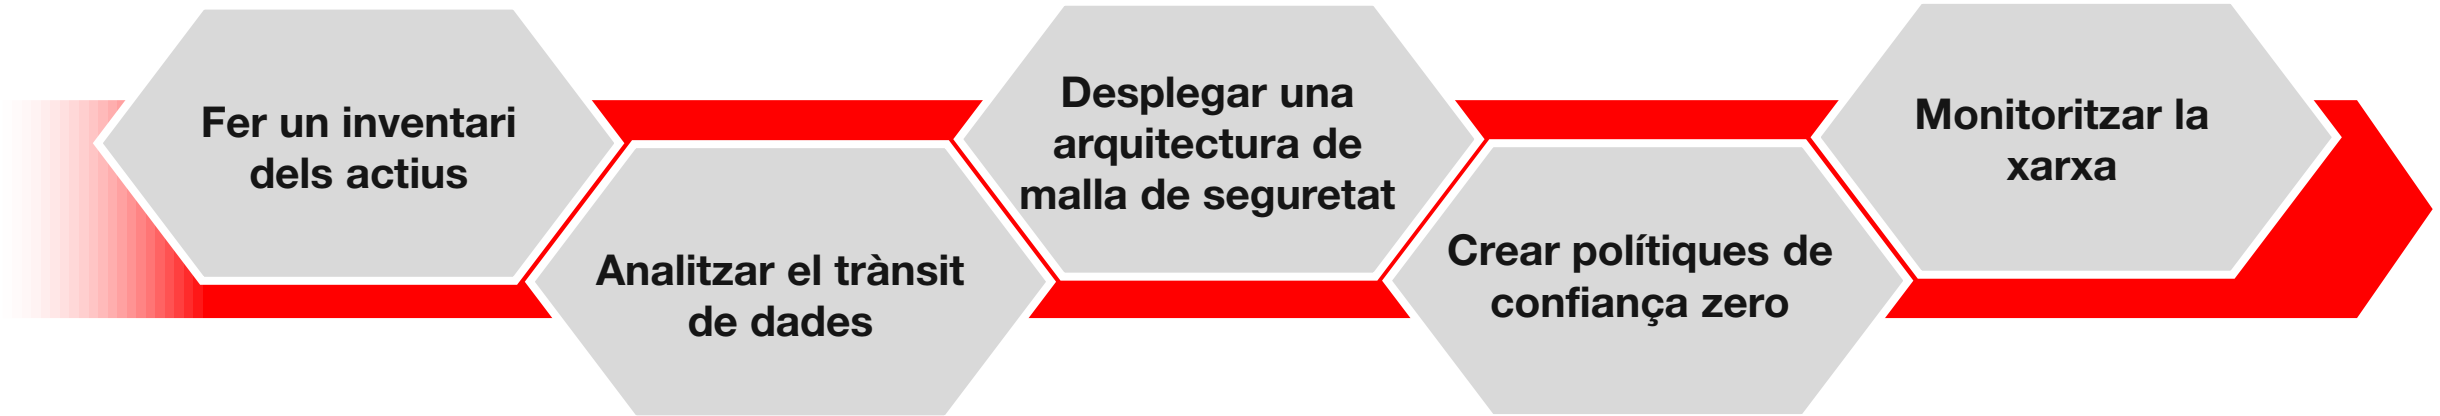 Fer un inventari
dels actius
Analitzar el trànsit
de dades
Desplegar una
arquitectura de
malla de seguretat
Crear polítiques de
confiança zero
Monitoritzar la
xarxa